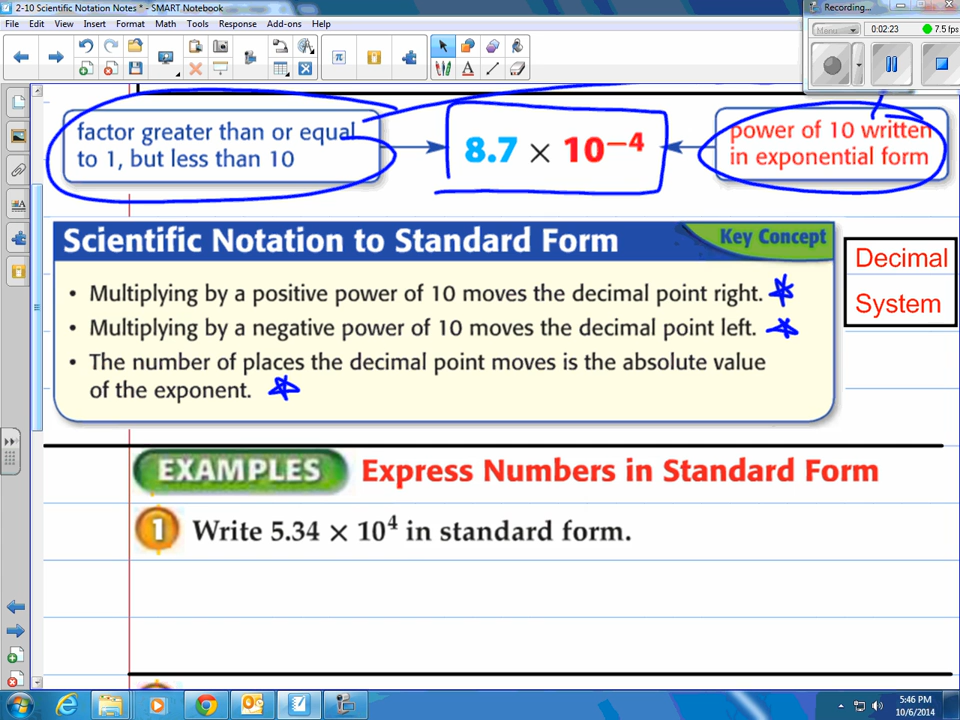 2-10 Scientific Notation Notes * - SMART Notebook
Recording...
File Edit View Insert Format Math Tools Response Add-ons Help
Menu
0:02:23
7.5 fps
factor greater than or equal
to 1, but less than 10
8.7 × 10⁻⁴
power of 10 written
in exponential form
Scientific Notation to Standard Form
Key Concept
• Multiplying by a positive power of 10 moves the decimal point right.
• Multiplying by a negative power of 10 moves the decimal point left.
• The number of places the decimal point moves is the absolute value
of the exponent.
Decimal
System
EXAMPLES Express Numbers in Standard Form
1 Write 5.34 × 10⁴ in standard form.
5:46 PM
10/6/2014